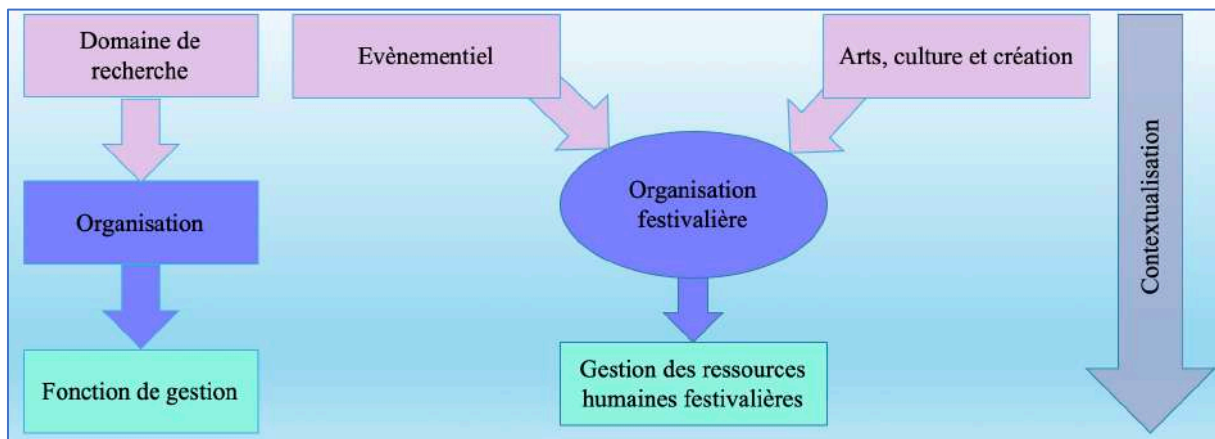 Domaine de
recherche
Evènementiel
Arts, culture et création
Organisation
Organisation
festivalière
Fonction de gestion
Gestion des ressources
humaines festivalières
Contextualisation